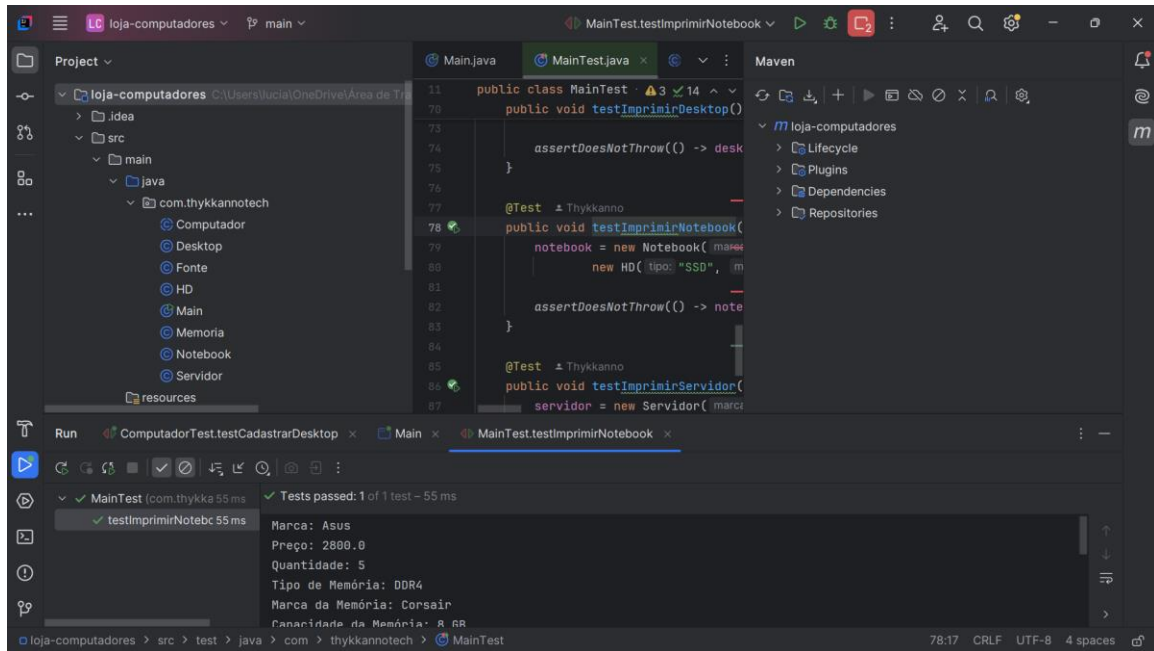 LC loja-computadores main MainTest.testImprimirNotebook 2
Project
loja-computadores C:\Users\lucia\OneDrive\Área de Tra
.idea
src
main
java
com.thykkannotech
Computador
Desktop
Fonte
HD
Main
Memoria
Notebook
Servidor
resources
Main.java MainTest.java
11 public class MainTest 3 14
70 public void testImprimirDesktop()
73
74 assertDoesNotThrow(() -> desk
75 }
76
77 @Test Thykkanno
78 public void testImprimirNotebook(
79 notebook = new Notebook( marca
80 new HD( tipo: "SSD", m
81
82 assertDoesNotThrow(() -> note
83 }
84
85 @Test Thykkanno
86 public void testImprimirServidor(
87 servidor = new Servidor( marca
Maven
m loja-computadores
Lifecycle
Plugins
Dependencies
Repositories
m
Run ComputadorTest.testCadastrarDesktop Main MainTest.testImprimirNotebook
MainTest (com.thykka 55 ms
testImprimirNotebc 55 ms
Tests passed: 1 of 1 test – 55 ms
Marca: Asus
Preço: 2800.0
Quantidade: 5
Tipo de Memória: DDR4
Marca da Memória: Corsair
Capacidade da Memória: 8 GB
loja-computadores > src > test > java > com > thykkannotech > MainTest 78:17 CRLF UTF-8 4 spaces